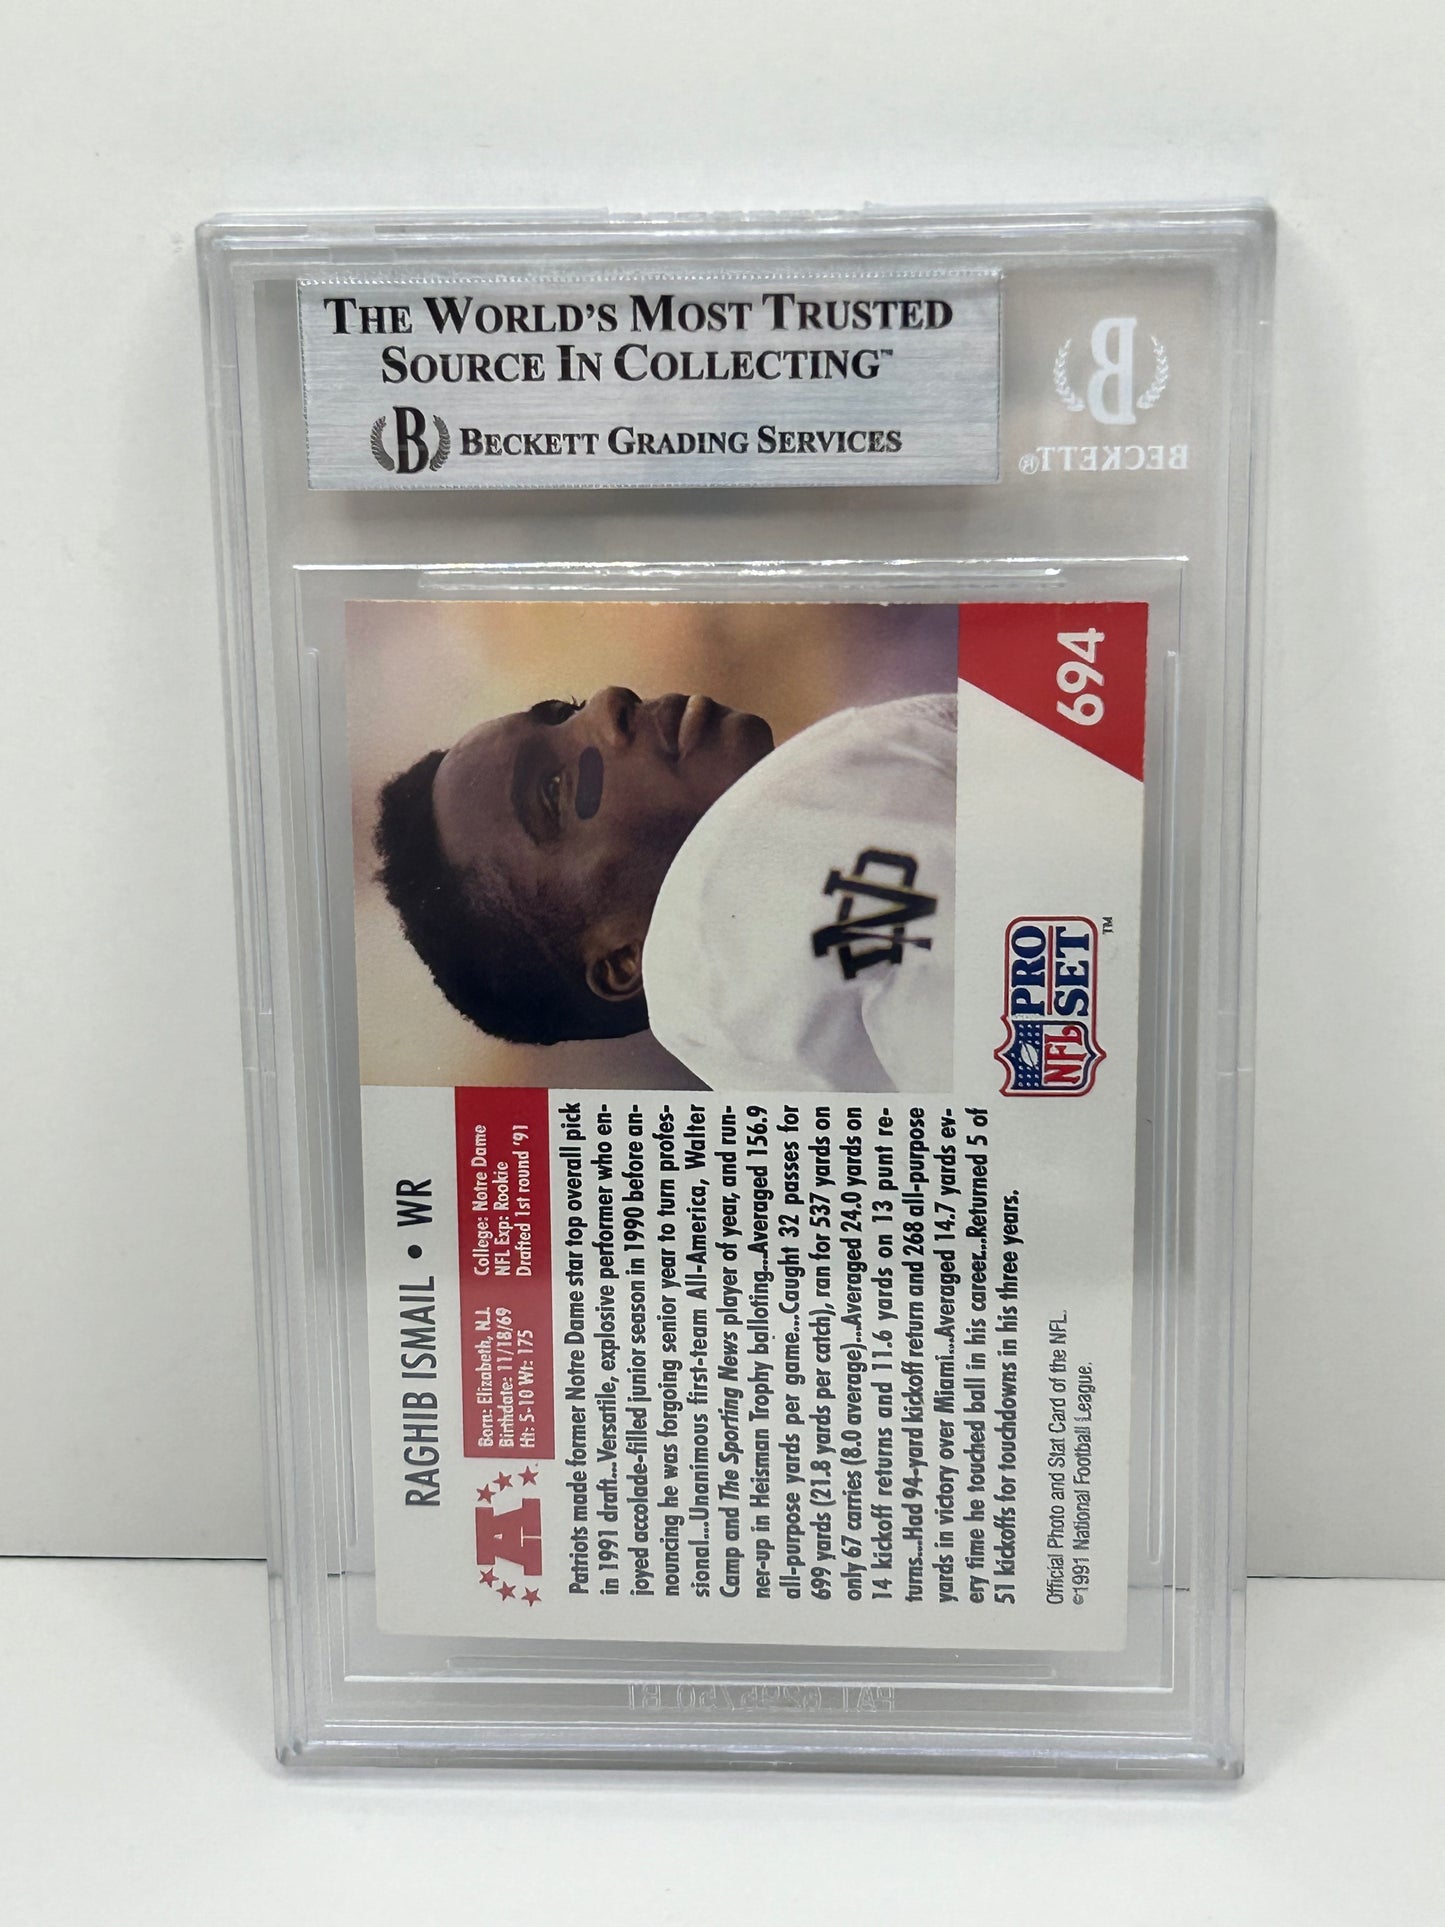 THE WORLD'S MOST TRUSTED
SOURCE IN COLLECTING™
B BECKETT GRADING SERVICES
B
BECKETT®
RAGHIB ISMAIL • WR
A
Born: Elizabeth, N.J.
Birthdate: 11/18/69
Ht: 5-10 Wt: 175
College: Notre Dame
NFL Exp: Rookie
Drafted 1st round '91
Patriots made former Notre Dame star top overall pick
in 1991 draft....Versatile, explosive performer who en-
joyed accolade-filled junior season in 1990 before an-
nouncing he was forgoing senior year to turn profes-
sional....Unanimous first-team All-America, Walter
Camp and The Sporting News player of year, and run-
ner-up in Heisman Trophy balloting....Averaged 156.9
all-purpose yards per game....Caught 32 passes for
699 yards (21.8 yards per catch), ran for 537 yards on
only 67 carries (8.0 average)....Averaged 24.0 yards on
14 kickoff returns and 11.6 yards on 13 punt re-
turns....Had 94-yard kickoff return and 268 all-purpose
yards in victory over Miami....Averaged 14.7 yards ev-
ery time he touched ball in his career....Returned 5 of
51 kickoffs for touchdowns in his three years.
Official Photo and Stat Card of the NFL.
©1991 National Football League.
ND
NFL PRO SET™
694